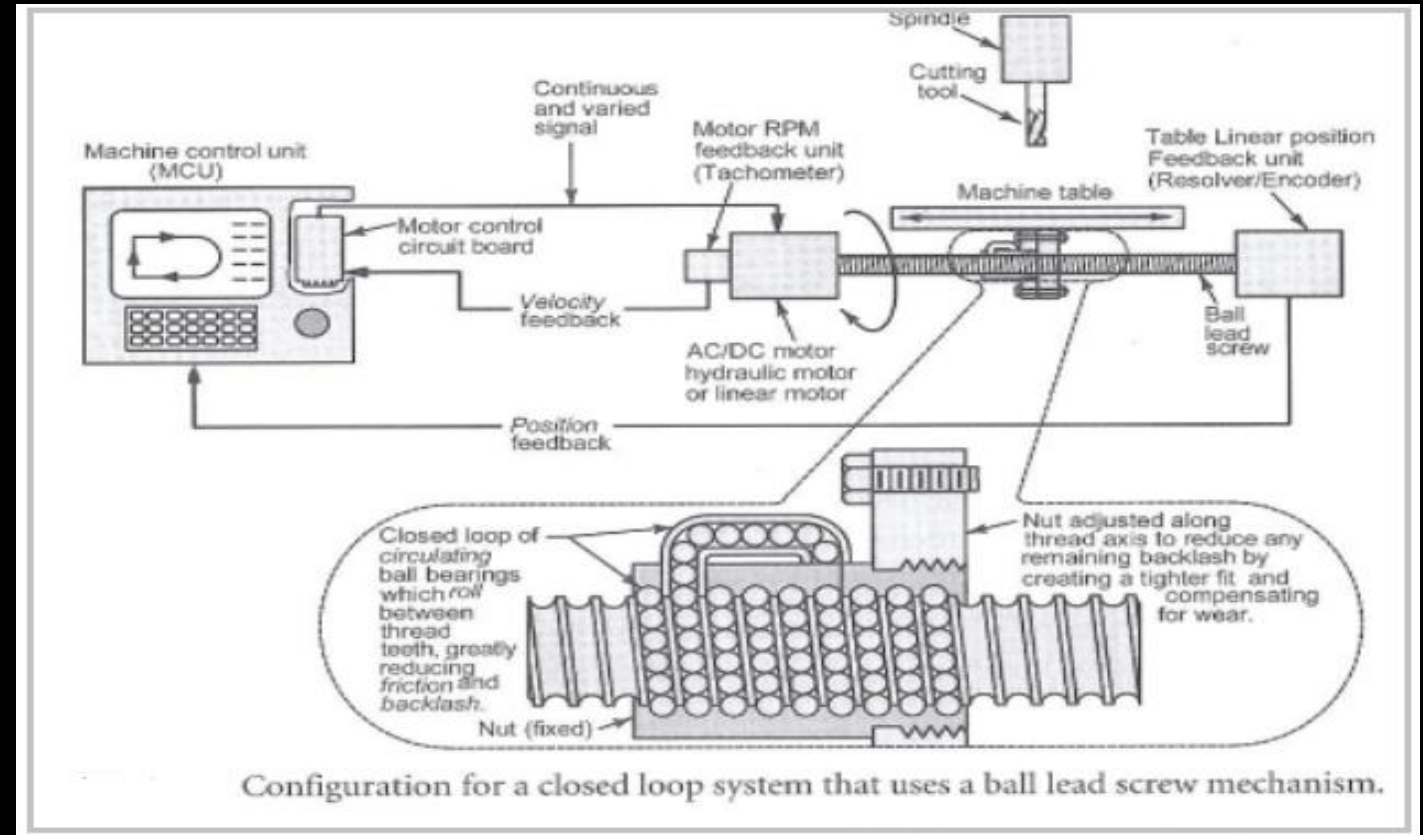 Spindle
Cutting
tool
Continuous
and varied
signal
Motor RPM
feedback unit
(Tachometer)
Table Linear position
Feedback unit
(Resolver/Encoder)
Machine control unit
(MCU)
Machine table
Motor control
circuit board
Velocity
feedback
Ball
lead
screw
AC/DC motor
hydraulic motor
or linear motor
Position
feedback
Closed loop of
circulating
ball bearings
which roll
between
thread
teeth, greatly
reducing
friction and
backlash.
Nut adjusted along
thread axis to reduce any
remaining backlash by
creating a tighter fit and
compensating
for wear.
Nut (fixed)
Configuration for a closed loop system that uses a ball lead screw mechanism.